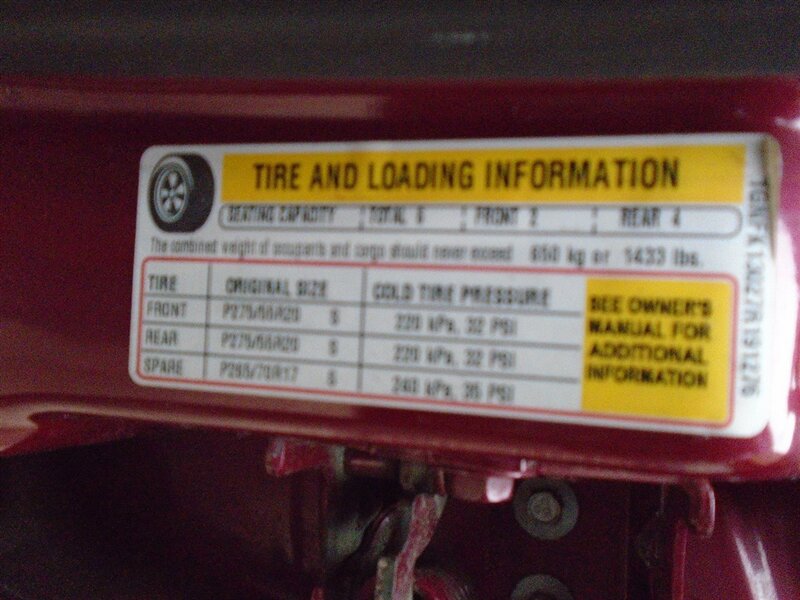 TIRE AND LOADING INFORMATION
SEATING CAPACITY TOTAL 6 FRONT 2 REAR 4
The combined weight of occupants and cargo should never exceed 650 kg or 1433 lbs.
TIRE ORIGINAL SIZE COLD TIRE PRESSURE
FRONT P275/55R20 S 220 kPa, 32 PSI
REAR P275/55R20 S 220 kPa, 32 PSI
SPARE P265/70R17 S 240 kPa, 35 PSI
SEE OWNER'S
MANUAL FOR
ADDITIONAL
INFORMATION